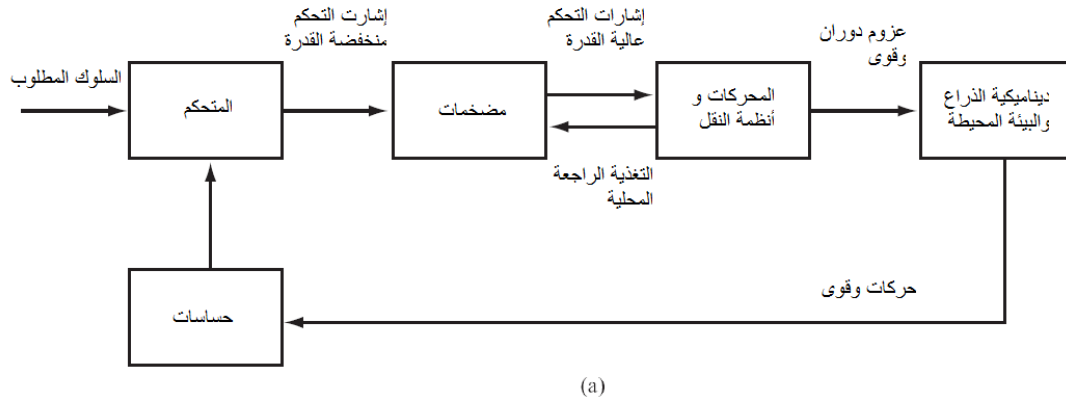 إشارت التحكم
منخفضة القدرة
إشارات التحكم
عالية القدرة
عزوم دوران
وقوى
السلوك المطلوب
المتحكم
مضخمات
المحركات و
أنظمة النقل
ديناميكية الذراع
والبيئة المحيطة
التغذية الراجعة
المحلية
حساسات
حركات وقوى
(a)